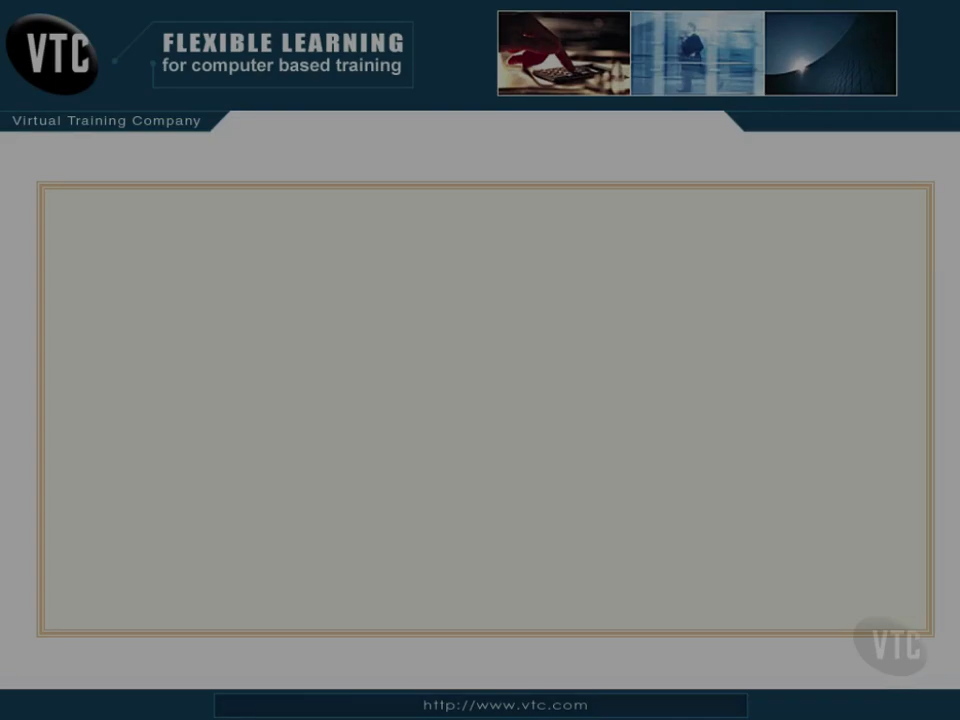 VTC
FLEXIBLE LEARNING
for computer based training
Virtual Training Company
VTC
http://www.vtc.com